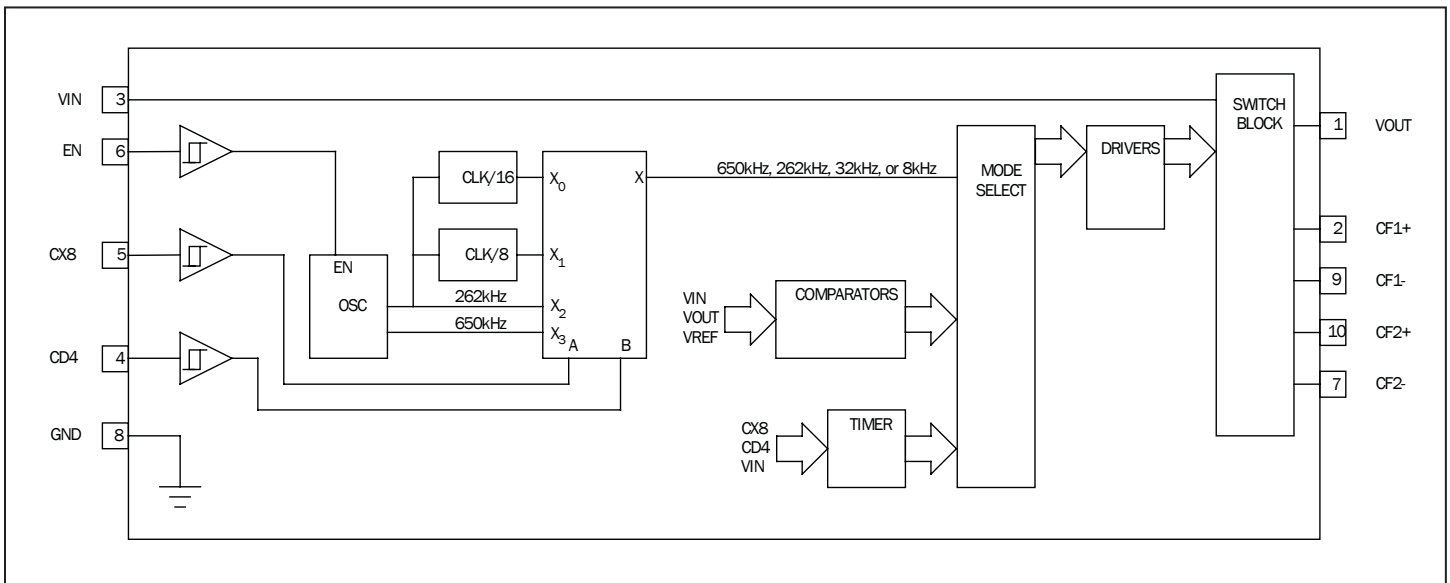 VIN 3
EN 6
CX8 5
CD4 4
GND 8
EN
OSC
CLK/16
CLK/8
262kHz
650kHz
X0
X1
X2
X3
A B
X
650kHz, 262kHz, 32kHz, or 8kHz
VIN
VOUT
VREF
COMPARATORS
CX8
CD4
VIN
TIMER
MODE
SELECT
DRIVERS
SWITCH
BLOCK
1 VOUT
2 CF1+
9 CF1-
10 CF2+
7 CF2-